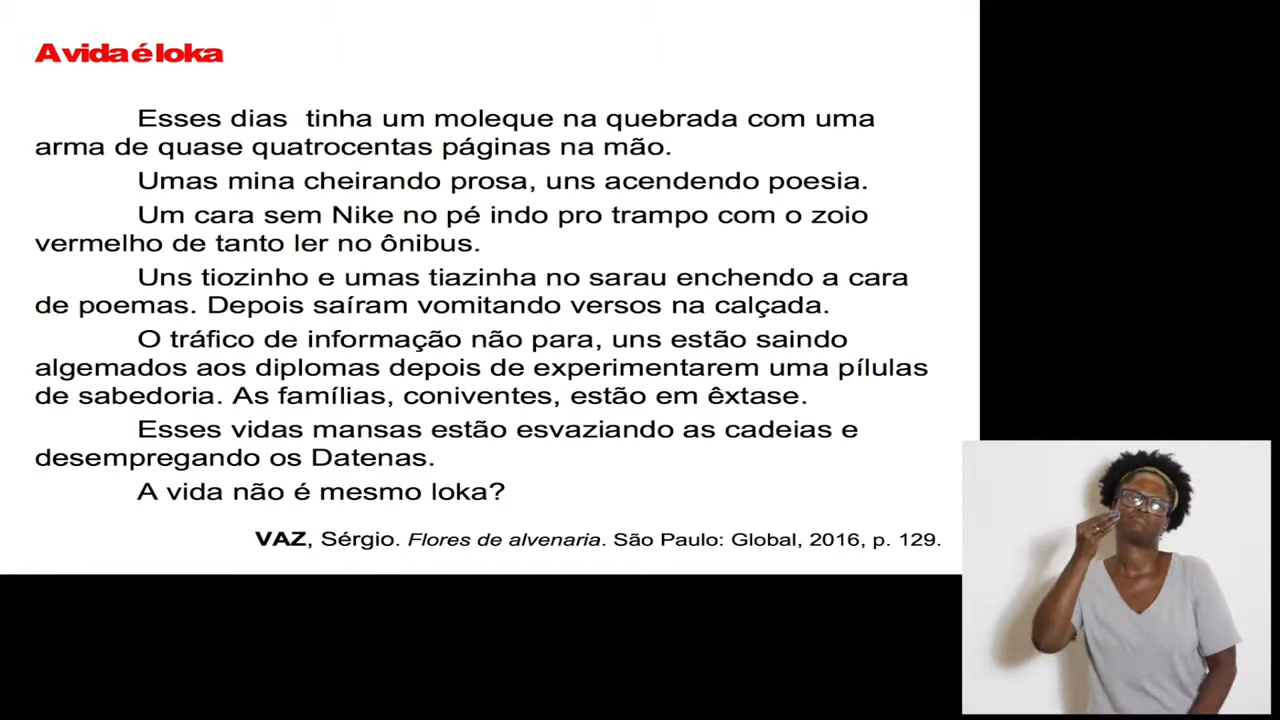 A vida é loka
Esses dias tinha um moleque na quebrada com uma
arma de quase quatrocentas páginas na mão.
Umas mina cheirando prosa, uns acendendo poesia.
Um cara sem Nike no pé indo pro trampo com o zoio
vermelho de tanto ler no ônibus.
Uns tiozinho e umas tiazinha no sarau enchendo a cara
de poemas. Depois saíram vomitando versos na calçada.
O tráfico de informação não para, uns estão saindo
algemados aos diplomas depois de experimentarem uma pílulas
de sabedoria. As famílias, coniventes, estão em êxtase.
Esses vidas mansas estão esvaziando as cadeias e
desempregando os Datenas.
A vida não é mesmo loka?
VAZ, Sérgio. Flores de alvenaria. São Paulo: Global, 2016, p. 129.